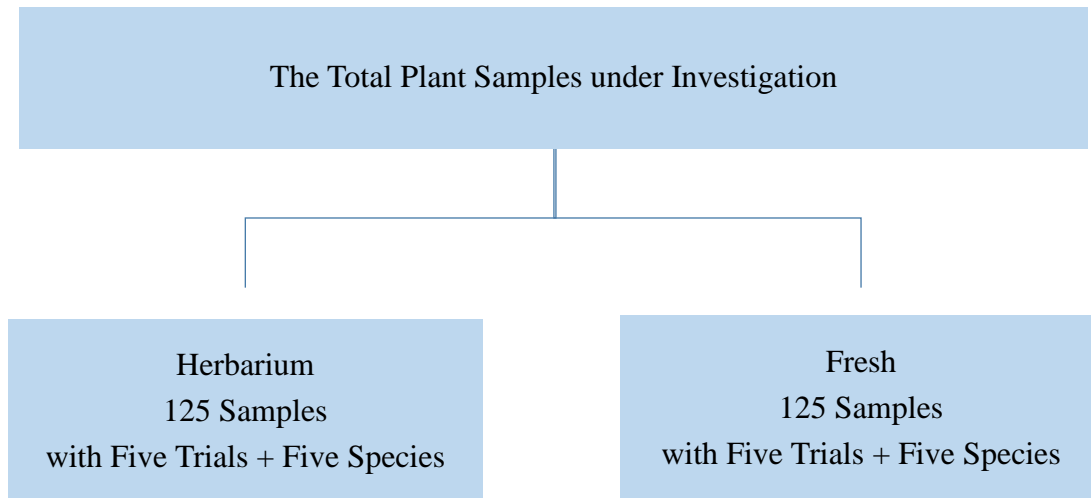 The Total Plant Samples under Investigation
Herbarium
125 Samples
with Five Trials + Five Species
Fresh
125 Samples
with Five Trials + Five Species